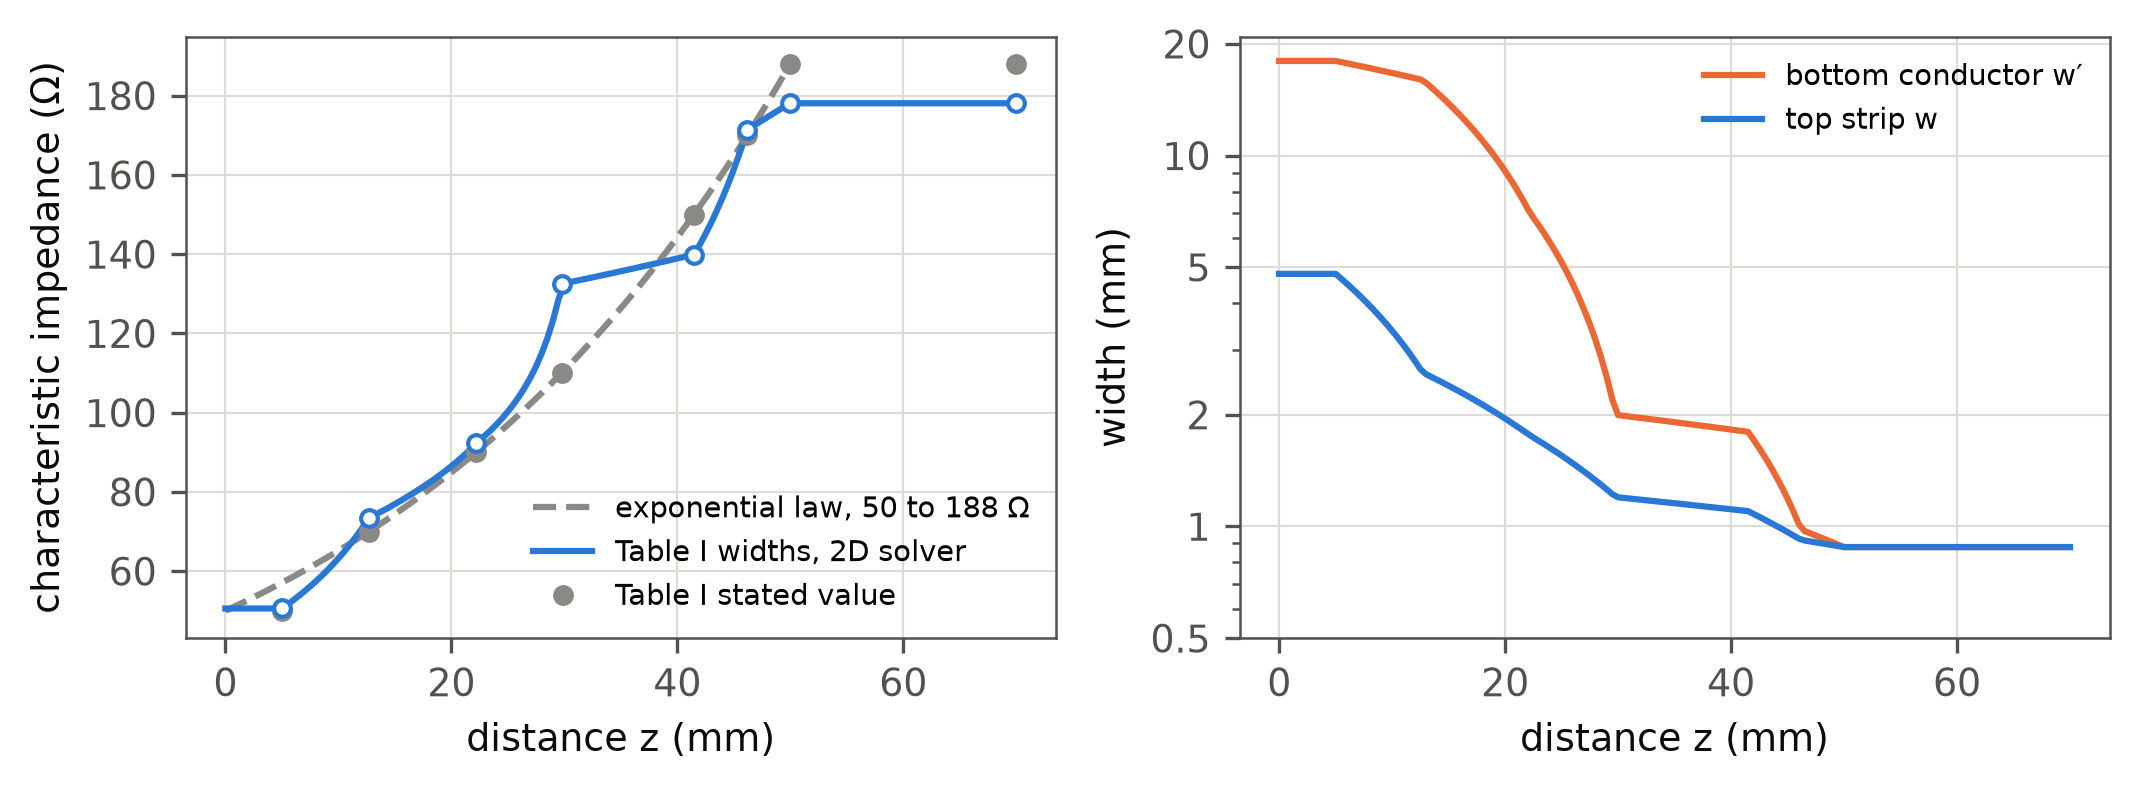 180
160
140
120
100
80
60
0
20
40
60
characteristic impedance (Ω)
distance z (mm)
exponential law, 50 to 188 Ω
Table I widths, 2D solver
Table I stated value
20
10
5
2
1
0.5
0
20
40
60
width (mm)
distance z (mm)
bottom conductor w′
top strip w